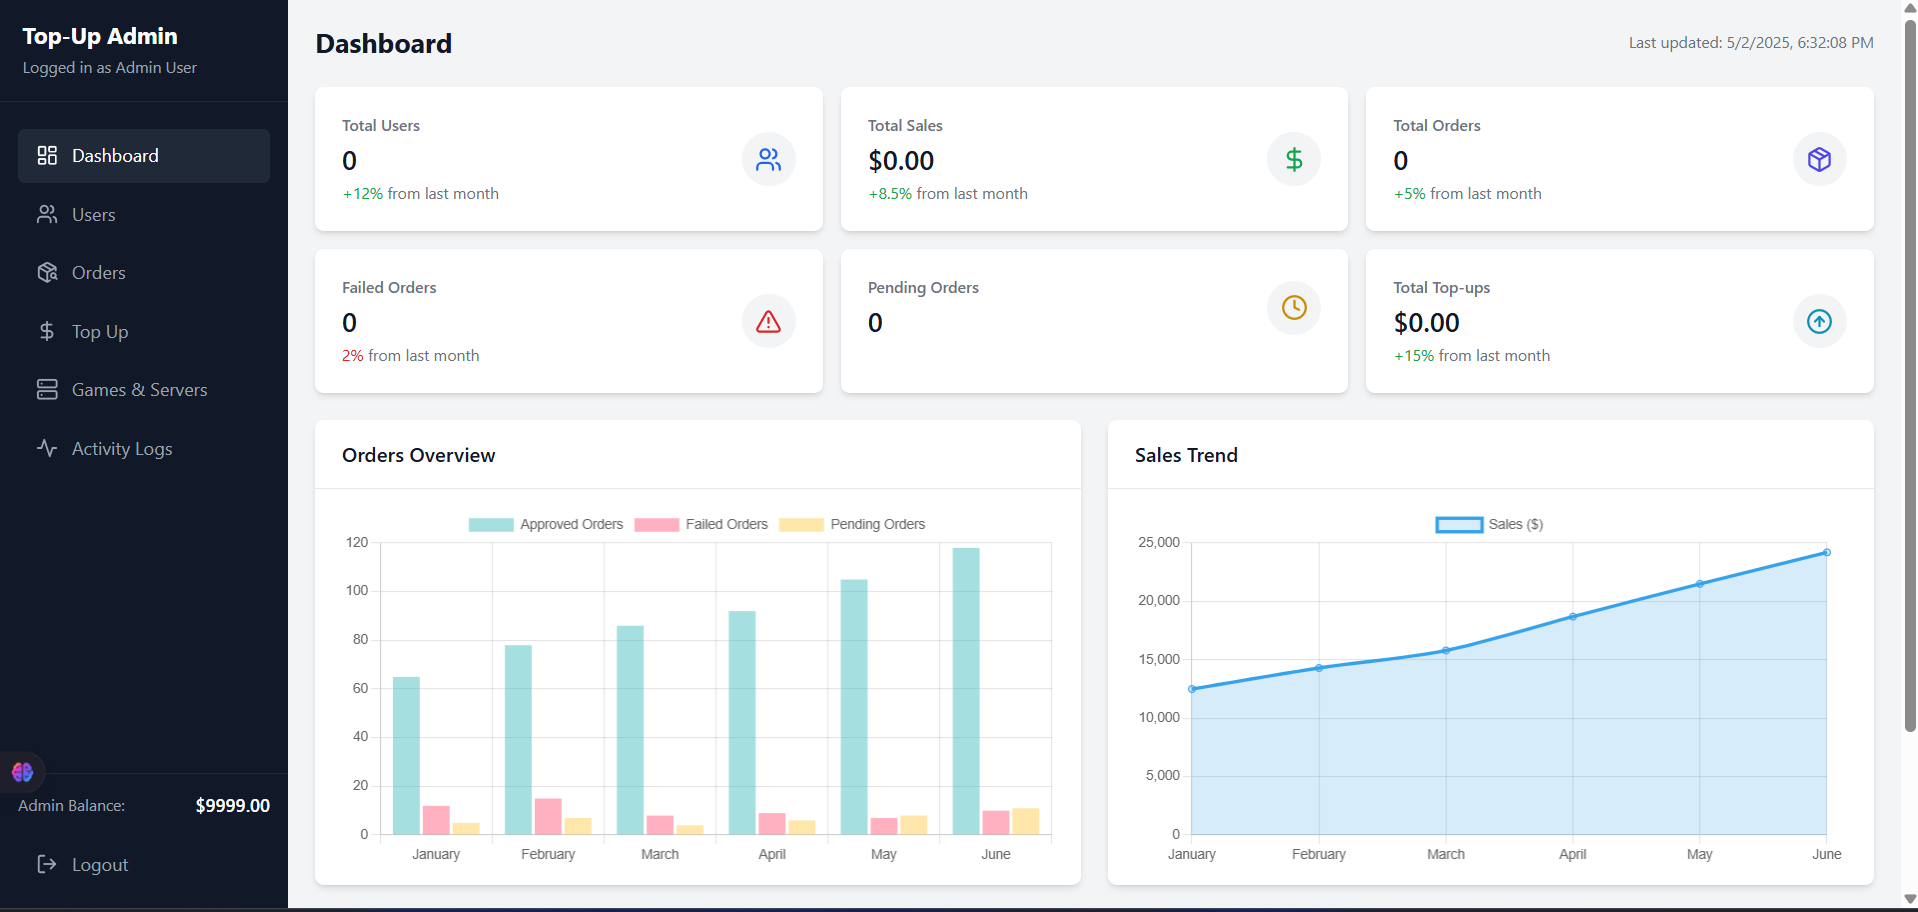 Top-Up Admin
Logged in as Admin User
Dashboard
Users
Orders
Top Up
Games & Servers
Activity Logs
Admin Balance: $9999.00
Logout
Dashboard
Last updated: 5/2/2025, 6:32:08 PM
Total Users
0
+12% from last month
Total Sales
$0.00
+8.5% from last month
Total Orders
0
+5% from last month
Failed Orders
0
2% from last month
Pending Orders
0
Total Top-ups
$0.00
+15% from last month
Orders Overview
Approved Orders Failed Orders Pending Orders
120
100
80
60
40
20
0
January February March April May June
Sales Trend
Sales ($)
25,000
20,000
15,000
10,000
5,000
0
January February March April May June